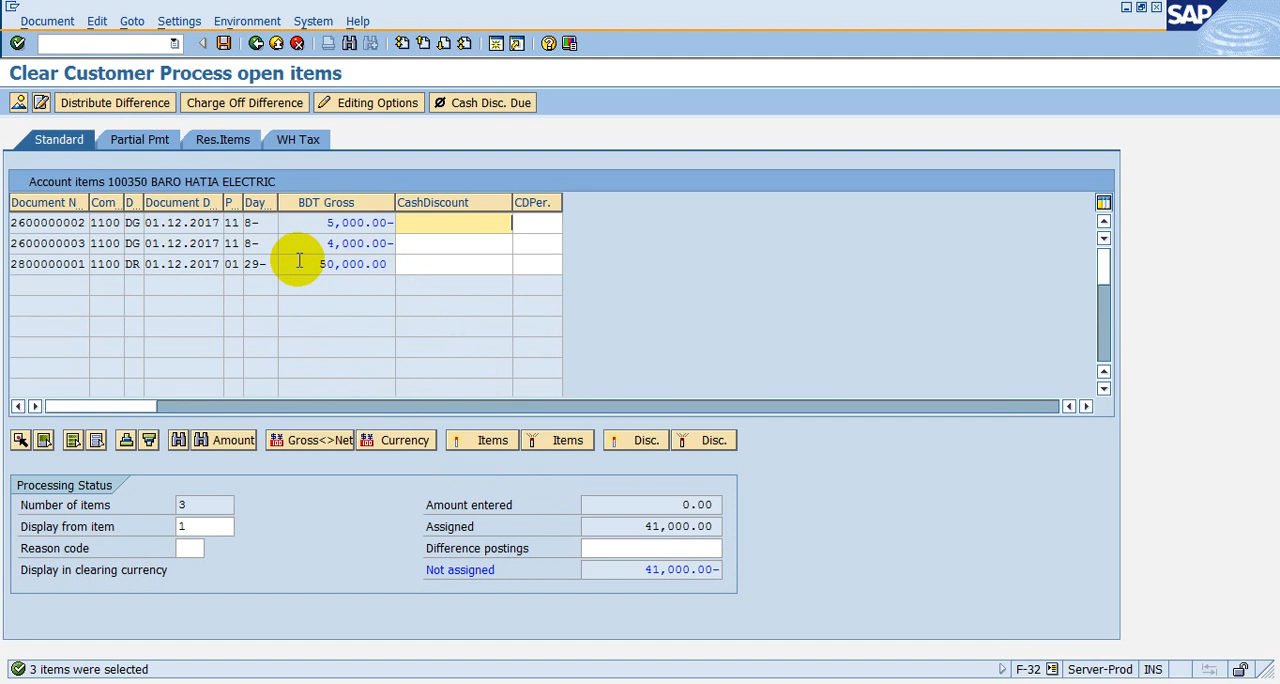 Document Edit Goto Settings Environment System Help
SAP
Clear Customer Process open items
Distribute Difference Charge Off Difference Editing Options Cash Disc. Due
Standard Partial Pmt Res.Items WH Tax
Account items 100350 BARO HATIA ELECTRIC
Document N... Com... D... Document D... P... Day... BDT Gross CashDiscount CDPer.
2600000002 1100 DG 01.12.2017 11 8- 5,000.00-
2600000003 1100 DG 01.12.2017 11 8- 4,000.00-
2800000001 1100 DR 01.12.2017 01 29- 50,000.00
Amount Gross<>Net Currency Items Items Disc. Disc.
Processing Status
Number of items 3 Amount entered 0.00
Display from item 1 Assigned 41,000.00
Reason code Difference postings
Display in clearing currency Not assigned 41,000.00-
3 items were selected F-32 Server-Prod INS